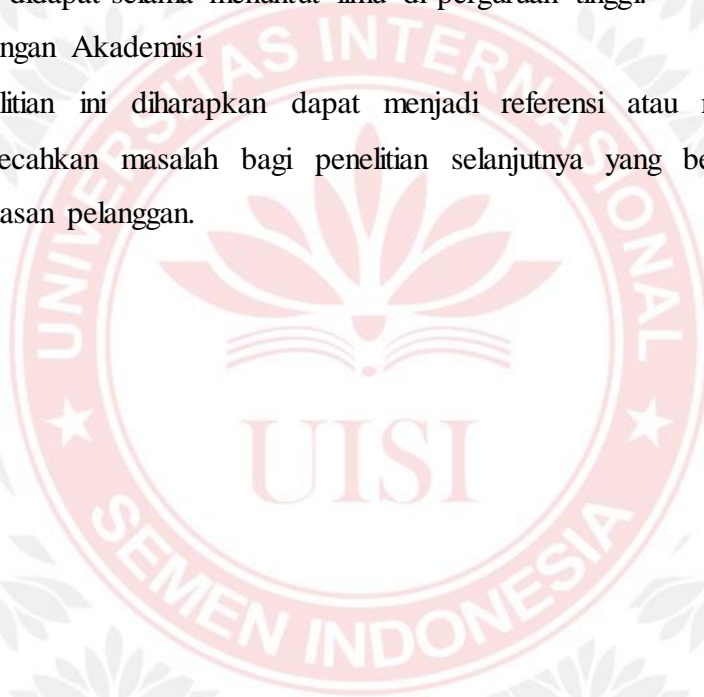 didapat selama menuntut ilmu di perguruan tinggi.
ngan Akademisi
litian ini diharapkan dapat menjadi referensi atau
ecahkan masalah bagi penelitian selanjutnya yang be
asan pelanggan.
UNIVERSITAS INTERNASIONAL
UISI
SEMEN INDONESIA